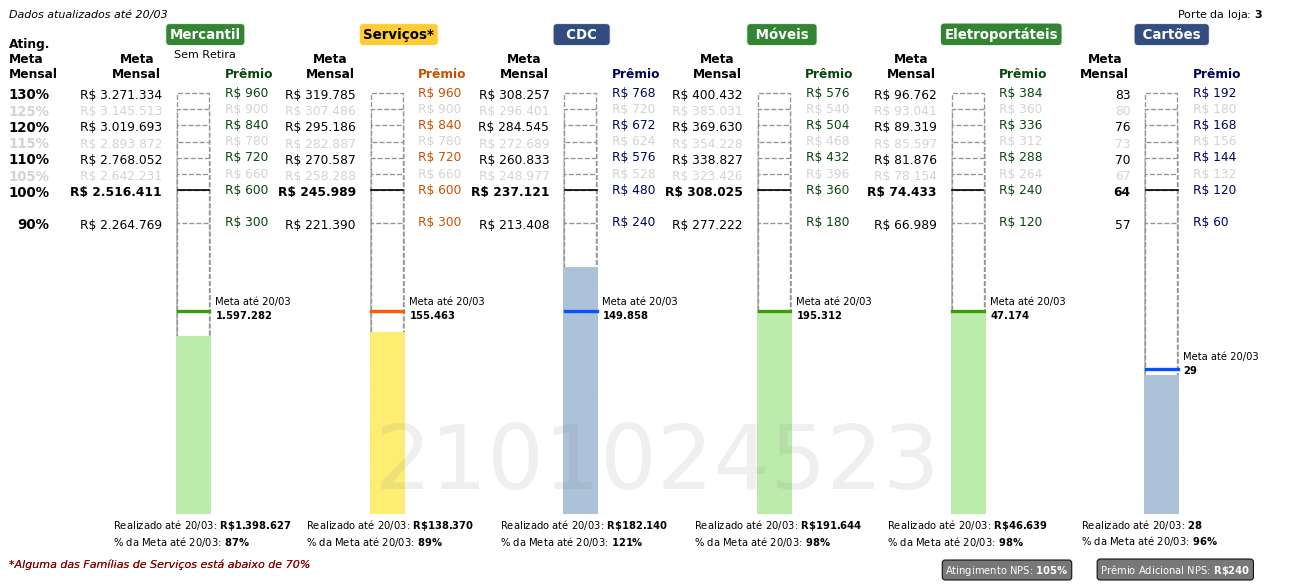 Dados atualizados até 20/03
Porte da loja: 3
Mercantil Serviços* CDC Móveis Eletroportáteis Cartões
Sem Retira
Ating. Meta Mensal
Meta Mensal Prêmio Meta Mensal Prêmio Meta Mensal Prêmio Meta Mensal Prêmio Meta Mensal Prêmio Meta Mensal Prêmio
130% R$ 3.271.334 R$ 960 R$ 319.785 R$ 960 R$ 308.257 R$ 768 R$ 400.432 R$ 576 R$ 96.762 R$ 384 83 R$ 192
125% R$ 3.145.513 R$ 900 R$ 307.486 R$ 900 R$ 296.401 R$ 720 R$ 385.031 R$ 540 R$ 93.041 R$ 360 80 R$ 180
120% R$ 3.019.693 R$ 840 R$ 295.186 R$ 840 R$ 284.545 R$ 672 R$ 369.630 R$ 504 R$ 89.319 R$ 336 76 R$ 168
115% R$ 2.893.872 R$ 780 R$ 282.887 R$ 780 R$ 272.689 R$ 624 R$ 354.228 R$ 468 R$ 85.597 R$ 312 73 R$ 156
110% R$ 2.768.052 R$ 720 R$ 270.587 R$ 720 R$ 260.833 R$ 576 R$ 338.827 R$ 432 R$ 81.876 R$ 288 70 R$ 144
105% R$ 2.642.231 R$ 660 R$ 258.288 R$ 660 R$ 248.977 R$ 528 R$ 323.426 R$ 396 R$ 78.154 R$ 264 67 R$ 132
100% R$ 2.516.411 R$ 600 R$ 245.989 R$ 600 R$ 237.121 R$ 480 R$ 308.025 R$ 360 R$ 74.433 R$ 240 64 R$ 120
90% R$ 2.264.769 R$ 300 R$ 221.390 R$ 300 R$ 213.408 R$ 240 R$ 277.222 R$ 180 R$ 66.989 R$ 120 57 R$ 60
Meta até 20/03 Meta até 20/03 Meta até 20/03 Meta até 20/03 Meta até 20/03
1.597.282 155.463 149.858 195.312 47.174
Meta até 20/03
29
2101024523
Realizado até 20/03: R$1.398.627 Realizado até 20/03: R$138.370 Realizado até 20/03: R$182.140 Realizado até 20/03: R$191.644 Realizado até 20/03: R$46.639 Realizado até 20/03: 28
% da Meta até 20/03: 87% % da Meta até 20/03: 89% % da Meta até 20/03: 121% % da Meta até 20/03: 98% % da Meta até 20/03: 98% % da Meta até 20/03: 96%
*Alguma das Famílias de Serviços está abaixo de 70%
Atingimento NPS: 105% Prêmio Adicional NPS: R$240